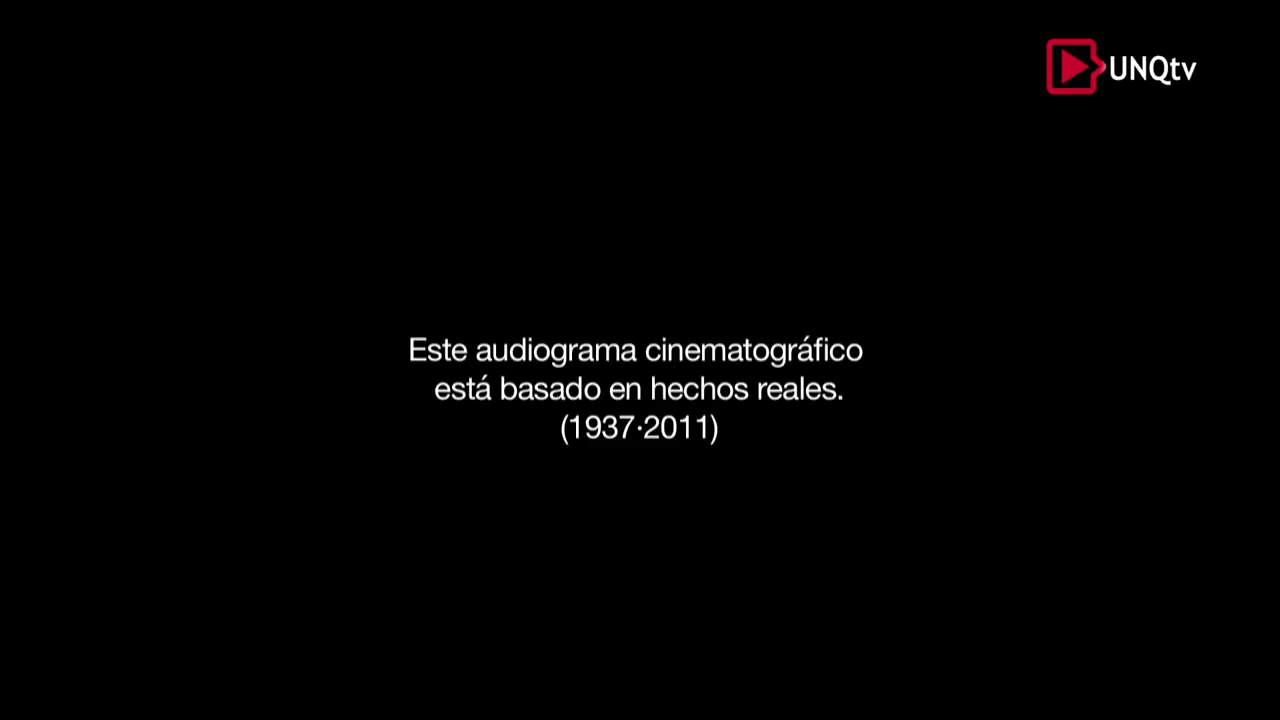 UNQtv
Este audiograma cinematográfico
está basado en hechos reales.
(1937·2011)